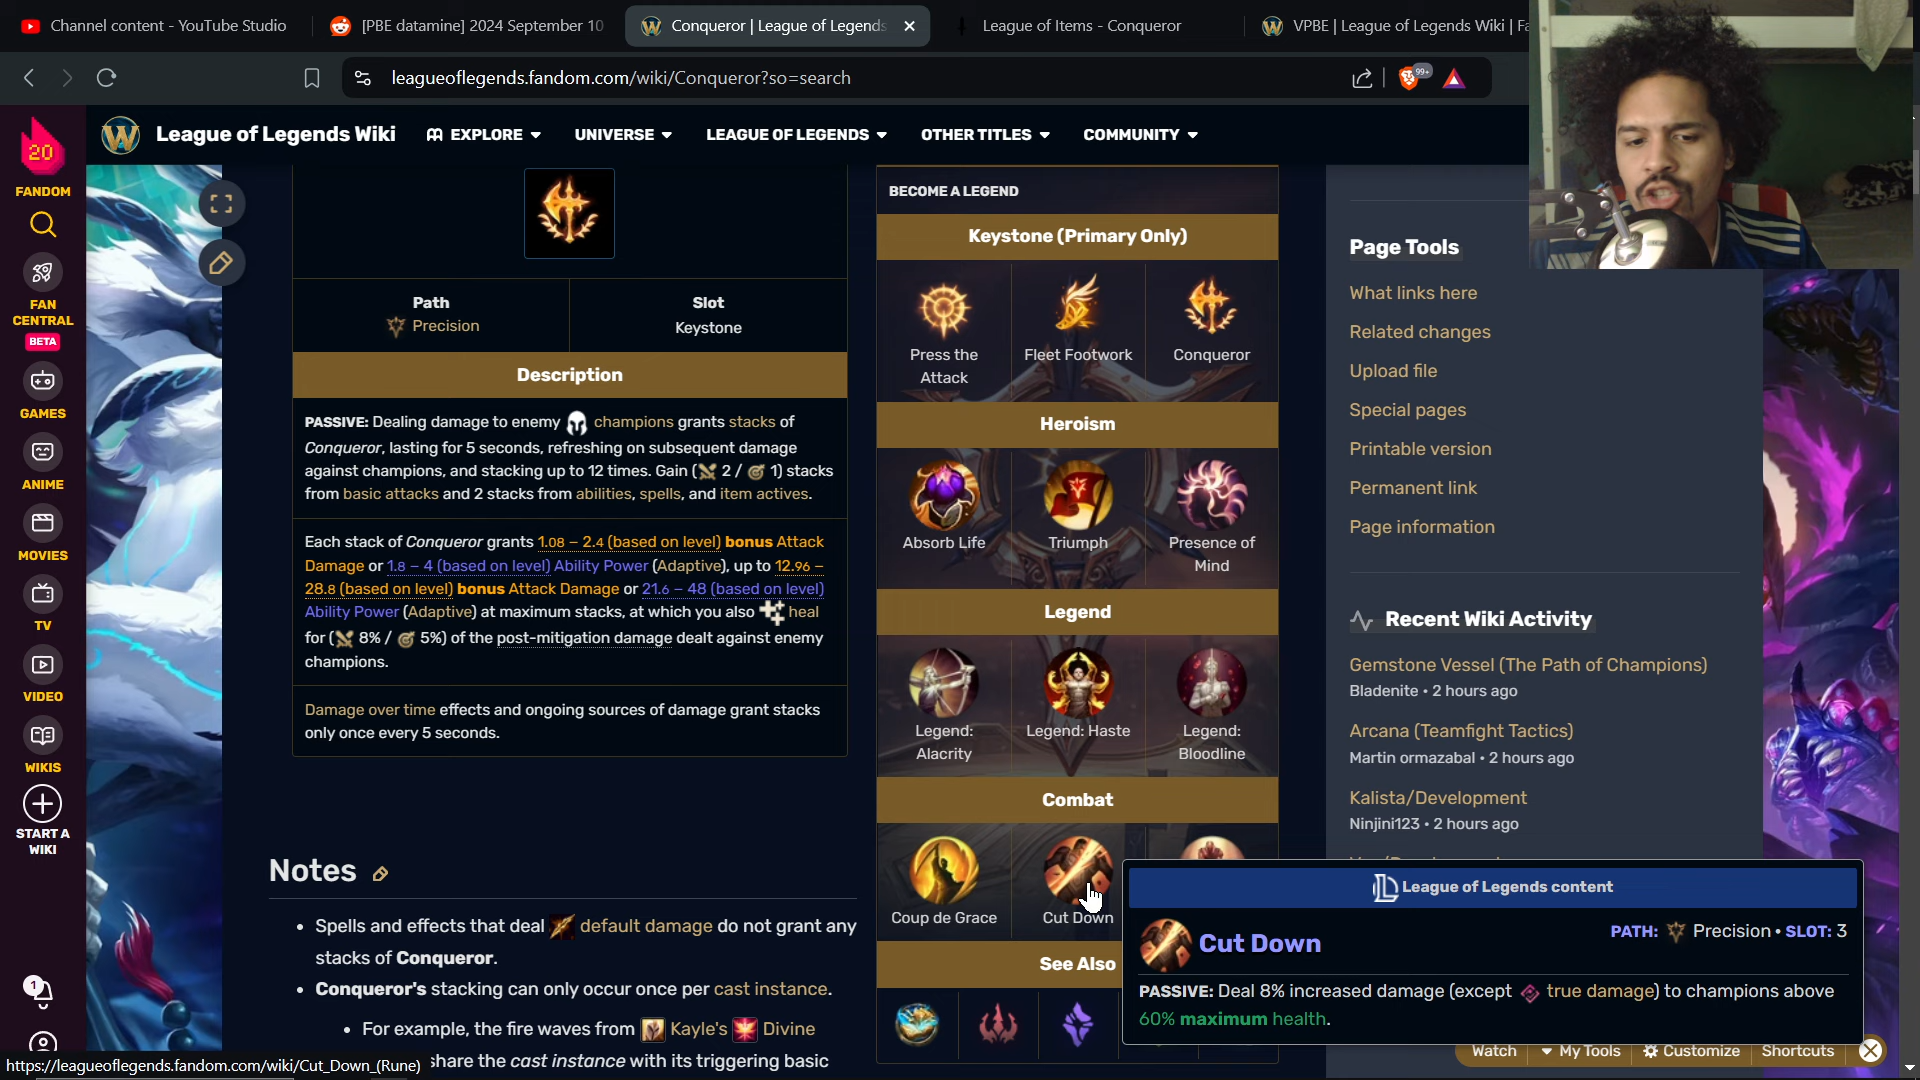 Channel content - YouTube Studio
[PBE datamine] 2024 September 10
Conqueror | League of Legends
League of Items - Conqueror
VPBE | League of Legends Wiki | Fa
leagueoflegends.fandom.com/wiki/Conqueror?so=search
99+
20
FANDOM
FAN
CENTRAL
BETA
GAMES
ANIME
MOVIES
TV
VIDEO
WIKIS
START A
WIKI
1
League of Legends Wiki
EXPLORE
UNIVERSE
LEAGUE OF LEGENDS
OTHER TITLES
COMMUNITY
Path
Precision
Slot
Keystone
Description
PASSIVE: Dealing damage to enemy champions grants stacks of
Conqueror, lasting for 5 seconds, refreshing on subsequent damage
against champions, and stacking up to 12 times. Gain ( 2 / 1) stacks
from basic attacks and 2 stacks from abilities, spells, and item actives.
Each stack of Conqueror grants 1.08 – 2.4 (based on level) bonus Attack
Damage or 1.8 – 4 (based on level) Ability Power (Adaptive), up to 12.96 –
28.8 (based on level) bonus Attack Damage or 21.6 – 48 (based on level)
Ability Power (Adaptive) at maximum stacks, at which you also heal
for ( 8% / 5%) of the post-mitigation damage dealt against enemy
champions.
Damage over time effects and ongoing sources of damage grant stacks
only once every 5 seconds.
Notes
• Spells and effects that deal default damage do not grant any
stacks of Conqueror.
• Conqueror's stacking can only occur once per cast instance.
• For example, the fire waves from Kayle's Divine
share the cast instance with its triggering basic
BECOME A LEGEND
Keystone (Primary Only)
Press the
Attack
Fleet Footwork
Conqueror
Heroism
Absorb Life
Triumph
Presence of
Mind
Legend
Legend:
Alacrity
Legend: Haste
Legend:
Bloodline
Combat
Coup de Grace
Cut Down
See Also
Page Tools
What links here
Related changes
Upload file
Special pages
Printable version
Permanent link
Page information
Recent Wiki Activity
Gemstone Vessel (The Path of Champions)
Bladenite • 2 hours ago
Arcana (Teamfight Tactics)
Martin ormazabal • 2 hours ago
Kalista/Development
Ninjini123 • 2 hours ago
League of Legends content
Cut Down
PATH: Precision • SLOT: 3
PASSIVE: Deal 8% increased damage (except true damage) to champions above
60% maximum health.
Watch
My Tools
Customize
Shortcuts
https://leagueoflegends.fandom.com/wiki/Cut_Down_(Rune)